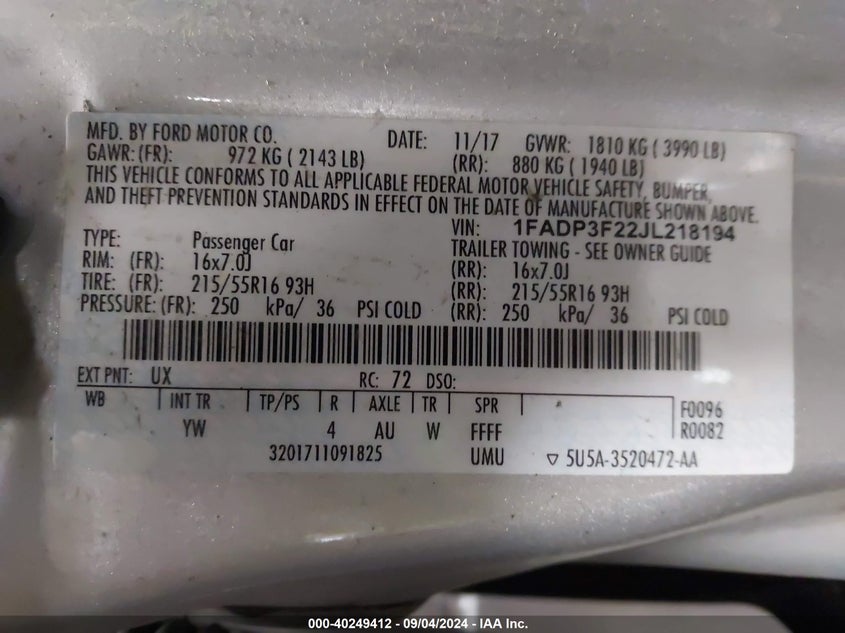 MFD. BY FORD MOTOR CO. DATE: 11/17 GVWR: 1810 KG ( 3990 LB)
GAWR:(FR): 972 KG ( 2143 LB) (RR): 880 KG ( 1940 LB)
THIS VEHICLE CONFORMS TO ALL APPLICABLE FEDERAL MOTOR VEHICLE SAFETY, BUMPER,
AND THEFT PREVENTION STANDARDS IN EFFECT ON THE DATE OF MANUFACTURE SHOWN ABOVE.
VIN: 1FADP3F22JL218194
TYPE: Passenger Car TRAILER TOWING - SEE OWNER GUIDE
RIM: (FR): 16x7.0J (RR): 16x7.0J
TIRE: (FR): 215/55R16 93H (RR): 215/55R16 93H
PRESSURE: (FR): 250 kPa/ 36 PSI COLD (RR): 250 kPa/ 36 PSI COLD
EXT PNT: UX RC: 72 DSO:
WB INT TR TP/PS R AXLE TR SPR F0096
YW 4 AU W FFFF R0082
3201711091825 UMU ▽ 5U5A-3520472-AA
000-40249412 - 09/04/2024 - IAA Inc.